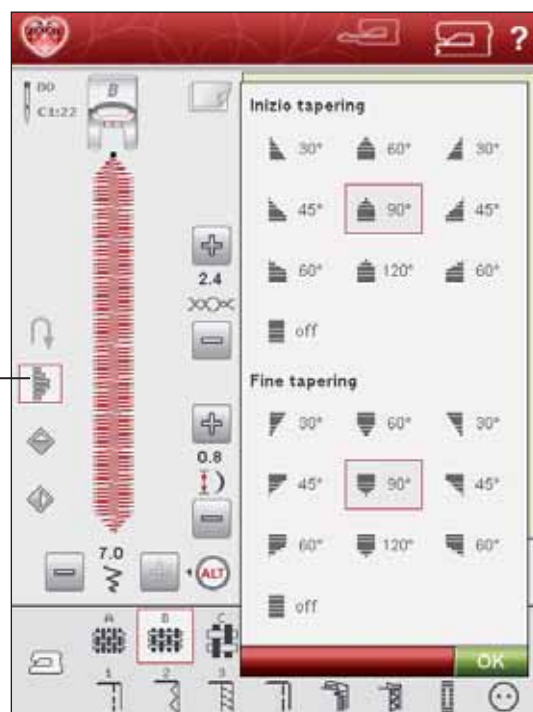 ?
DO
C1:22
B
Inizio tapering
30° 60° 30°
45° 90° 45°
60° 120° 60°
off
2.4
Fine tapering
30° 60° 30°
45° 90° 45°
60° 120° 60°
off
0.8
7.0
ALT
A B C
1 2 3
OK